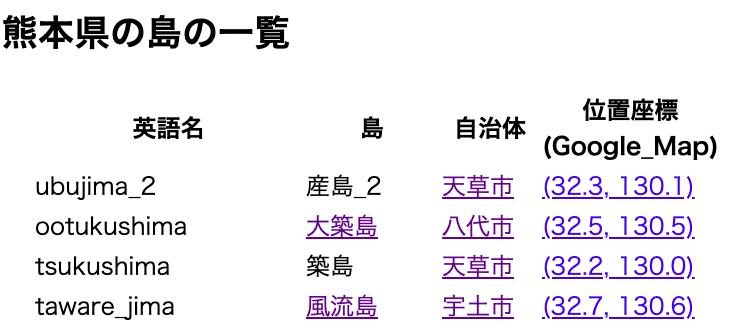 熊本県の島の一覧
英語名 島 自治体 位置座標
(Google_Map)
ubujima_2 産島_2 天草市 (32.3, 130.1)
ootukushima 大築島 八代市 (32.5, 130.5)
tsukushima 築島 天草市 (32.2, 130.0)
taware_jima 風流島 宇土市 (32.7, 130.6)